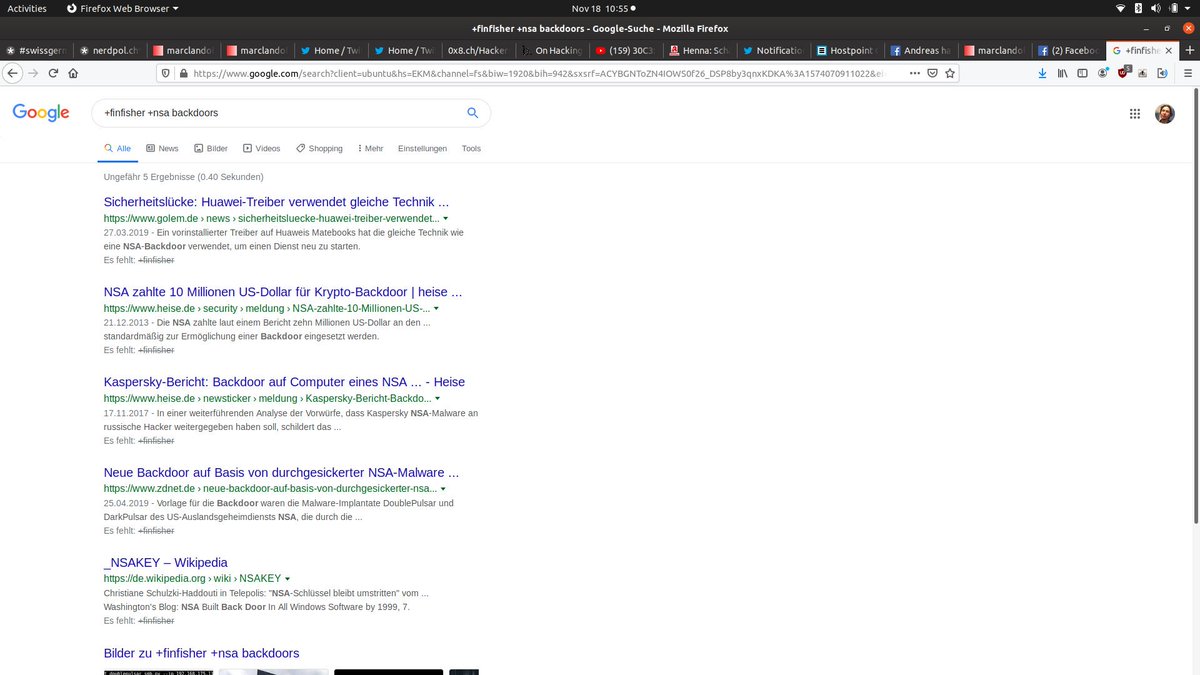 Activities Firefox Web Browser Nov 18 10:55
+finfisher +nsa backdoors - Google-Suche - Mozilla Firefox
#swissgern nerdpol.ch marclando marclando Home / Twi Home / Twi 0x8.ch/Hacker On Hacking (159) 30C3 Henna: Sch Notificatio Hostpoint Andreas ha marclando (2) Faceboo +finfishe
https://www.google.com/search?client=ubuntu&hs=EKM&channel=fs&biw=1920&bih=942&sxsrf=ACYBGNToZN4IOWS0f26_DSP8by3qnxKDKA%3A1574070911022&ei
Google +finfisher +nsa backdoors
Alle News Bilder Videos Shopping Mehr Einstellungen Tools
Ungefähr 5 Ergebnisse (0.40 Sekunden)
Sicherheitslücke: Huawei-Treiber verwendet gleiche Technik ...
https://www.golem.de › news › sicherheitsluecke-huawei-treiber-verwendet...
27.03.2019 - Ein vorinstallierter Treiber auf Huaweis Matebooks hat die gleiche Technik wie
eine NSA-Backdoor verwendet, um einen Dienst neu zu starten.
Es fehlt: +finfisher
NSA zahlte 10 Millionen US-Dollar für Krypto-Backdoor | heise ...
https://www.heise.de › security › meldung › NSA-zahlte-10-Millionen-US-...
21.12.2013 - Die NSA zahlte laut einem Bericht zehn Millionen US-Dollar an den ...
standardmäßig zur Ermöglichung einer Backdoor eingesetzt werden.
Es fehlt: +finfisher
Kaspersky-Bericht: Backdoor auf Computer eines NSA ... - Heise
https://www.heise.de › newsticker › meldung › Kaspersky-Bericht-Backdo...
17.11.2017 - In einer weiterführenden Analyse der Vorwürfe, dass Kaspersky NSA-Malware an
russische Hacker weitergegeben haben soll, schildert das ...
Es fehlt: +finfisher
Neue Backdoor auf Basis von durchgesickerter NSA-Malware ...
https://www.zdnet.de › neue-backdoor-auf-basis-von-durchgesickerter-nsa...
25.04.2019 - Vorlage für die Backdoor waren die Malware-Implantate DoublePulsar und
DarkPulsar des US-Auslandsgeheimdiensts NSA, die durch die ...
Es fehlt: +finfisher
_NSAKEY – Wikipedia
https://de.wikipedia.org › wiki › NSAKEY
Christiane Schulzki-Haddouti in Telepolis: "NSA-Schlüssel bleibt umstritten" vom ...
Washington's Blog: NSA Built Back Door In All Windows Software by 1999, 7.
Es fehlt: +finfisher
Bilder zu +finfisher +nsa backdoors